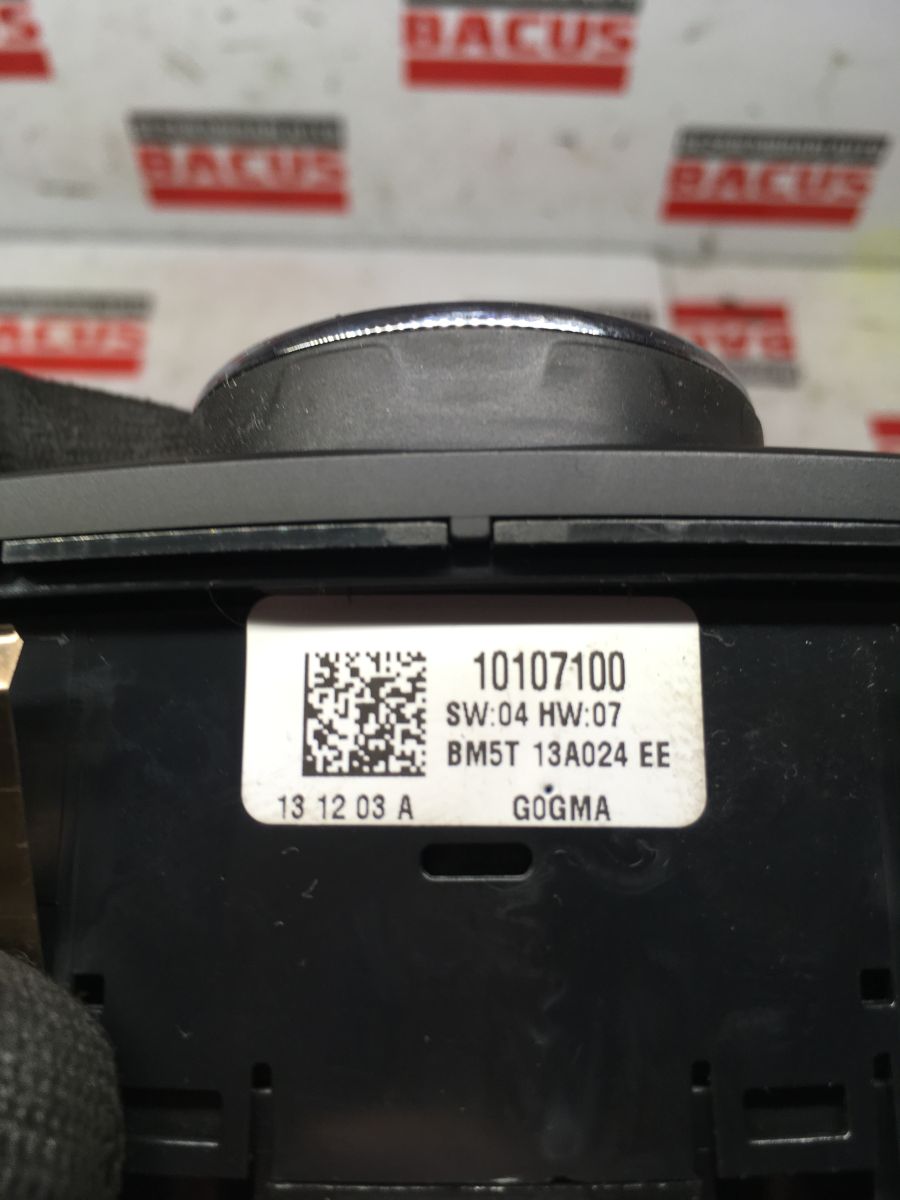 BACUS
BACUS
BACUS
BACUS
10107100
SW:04 HW:07
BM5T 13A024 EE
13 12 03 A
G0GMA